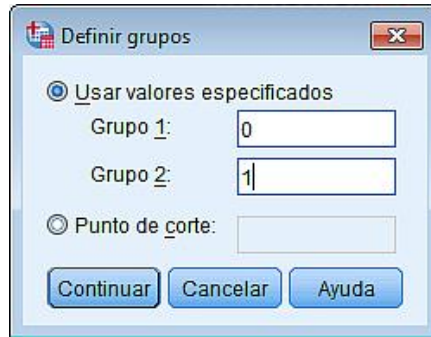 Definir grupos
Usar valores especificados
Grupo 1: 0
Grupo 2: 1
Punto de corte:
Continuar Cancelar Ayuda